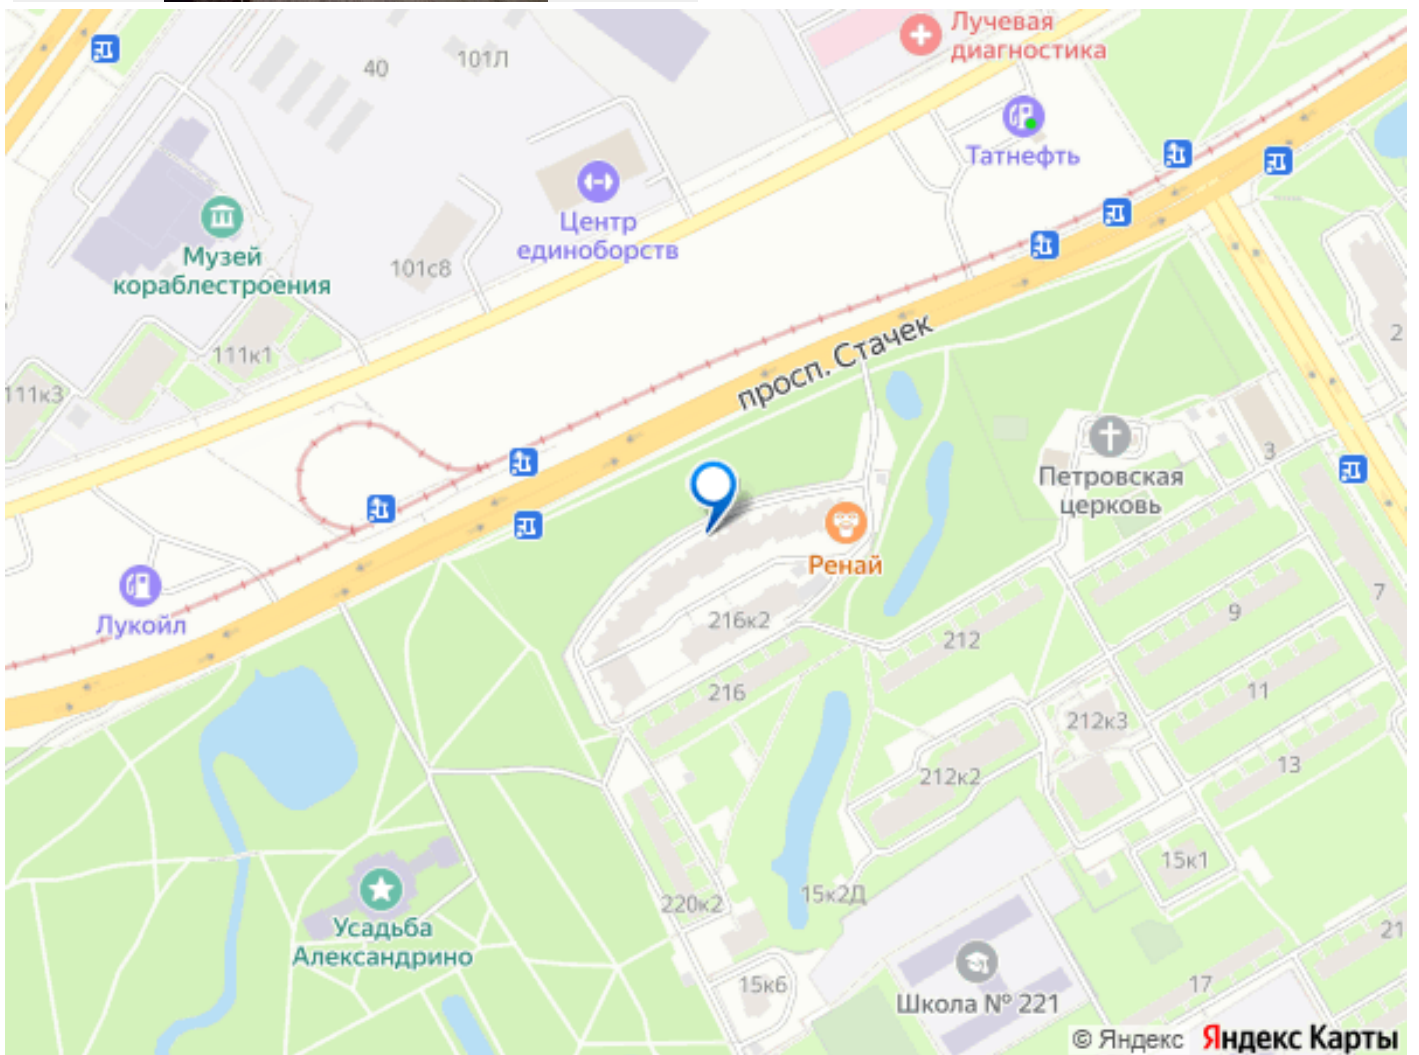 Лучевая
диагностика
101Л
40
Татнефть
Центр
единоборств
Музей
кораблестроения
101с8
111к1
2
111к3
просп. Стачек
3
Петровская
церковь
Ренай
7
Лукойл
216к2
9
212
216
11
212к3
13
212к2
15к1
15к2Д
220к2
Усадьба
Александрино
21
15к6
17
Школа № 221
© Яндекс Яндекс Карты